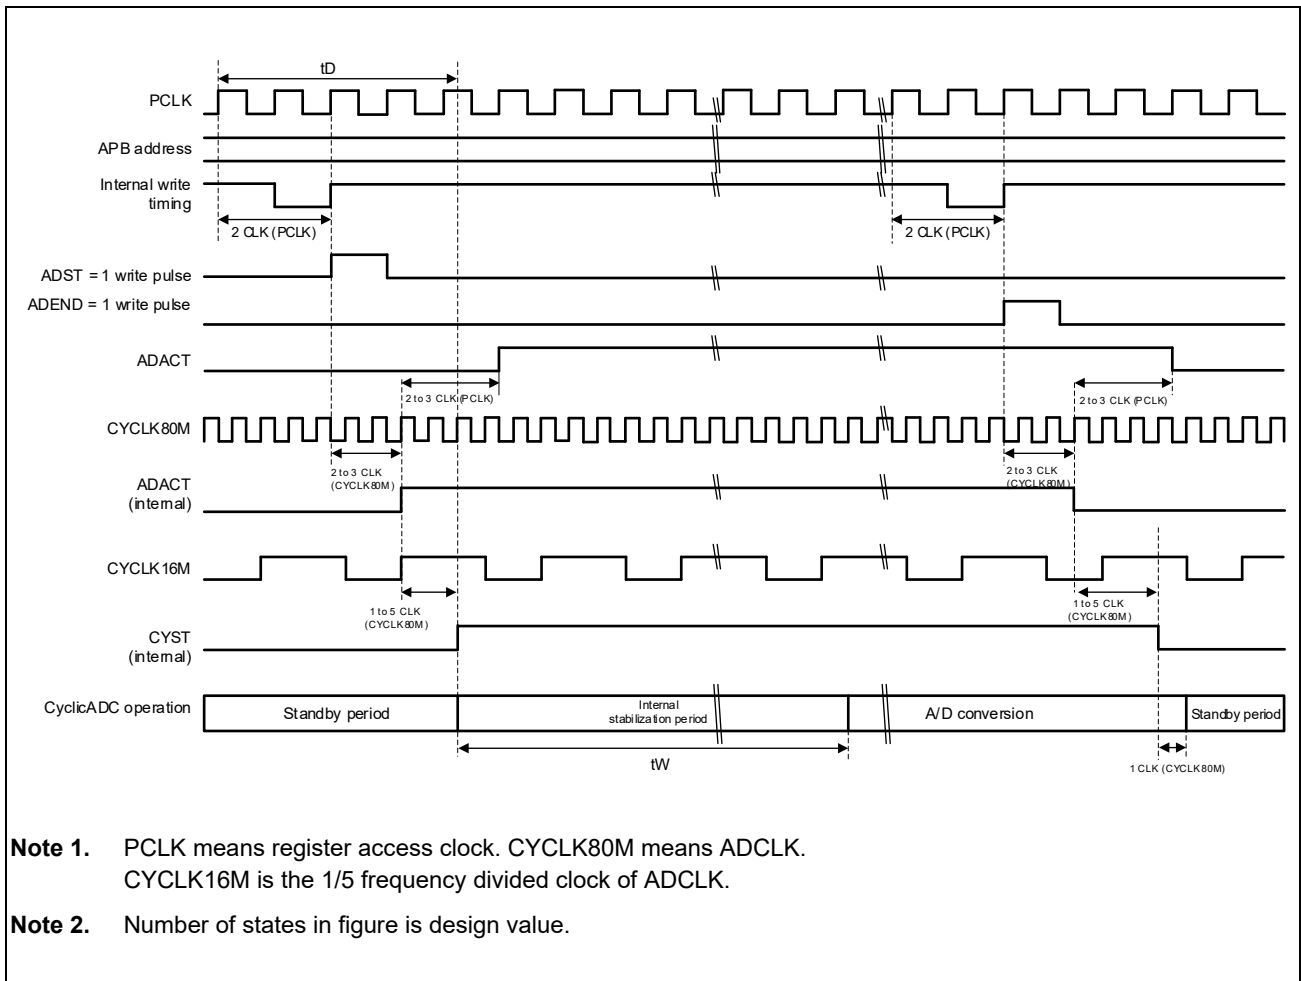 tD
PCLK
APB address
Internal write
timing
2 CLK (PCLK)
2 CLK (PCLK)
ADST = 1 write pulse
ADEND = 1 write pulse
ADACT
2 to 3 CLK (PCLK)
2 to 3 CLK (PCLK)
CYCLK80M
2 to 3 CLK
(CYCLK80M)
2 to 3 CLK
(CYCLK80M)
ADACT
(internal)
CYCLK16M
1 to 5 CLK
(CYCLK80M)
1 to 5 CLK
(CYCLK80M)
CYST
(internal)
CyclicADC operation
Standby period
Internal
stabilization period
A/D conversion
Standby period
tW
1 CLK (CYCLK80M)
Note 1. PCLK means register access clock. CYCLK80M means ADCLK.
CYCLK16M is the 1/5 frequency divided clock of ADCLK.
Note 2. Number of states in figure is design value.